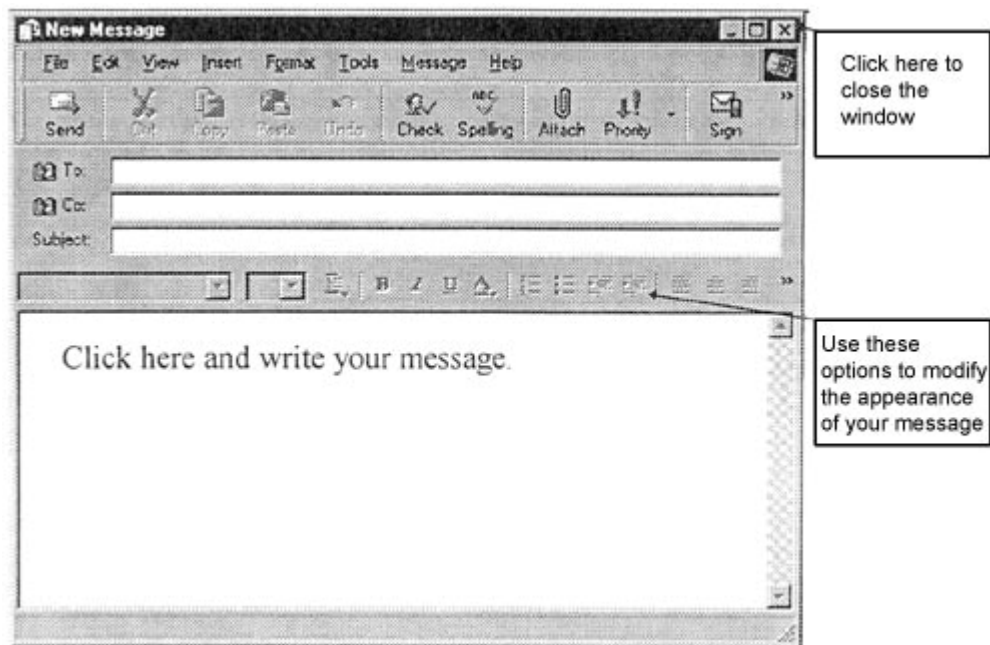 New Message
File Edit View Insert Format Tools Message Help
Send Cut Copy Paste Undo Check Spelling Attach Priority Sign
To:
Cc:
Subject:
B I U A
Click here and write your message.
Click here to
close the
window
Use these
options to modify
the appearance
of your message